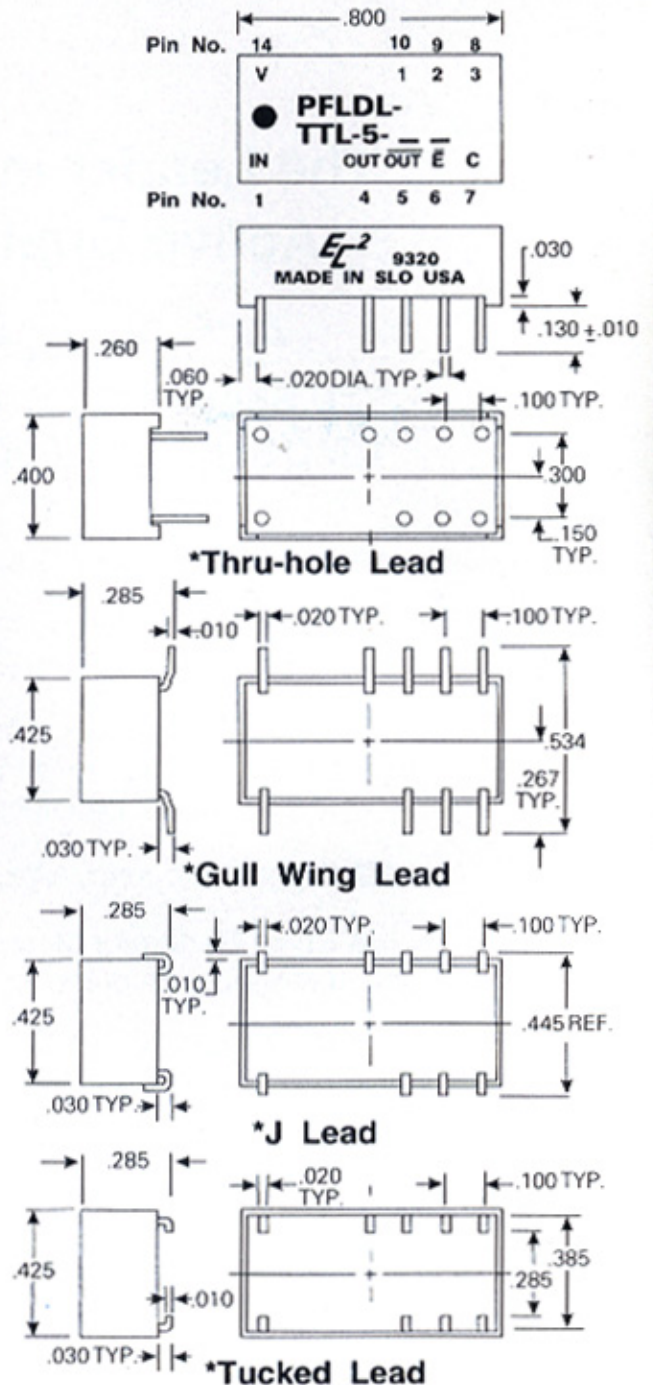 .800
Pin No. 14 10 9 8
V 1 2 3
PFLDL-
TTL-5-_ _
IN OUT OUT E C
Pin No. 1 4 5 6 7
EC² 9320
MADE IN SLO USA
.030
.130 ±.010
.260
.060 TYP.
.020 DIA. TYP.
.100 TYP.
.400
.300
.150 TYP.
*Thru-hole Lead
.285
.010
.020 TYP.
.100 TYP.
.425
.534
.267 TYP.
.030 TYP.
*Gull Wing Lead
.285
.020 TYP.
.100 TYP.
.010 TYP.
.425
.445 REF.
.030 TYP.
*J Lead
.285
.020 TYP.
.100 TYP.
.425
.385
.285
.010
.030 TYP.
*Tucked Lead